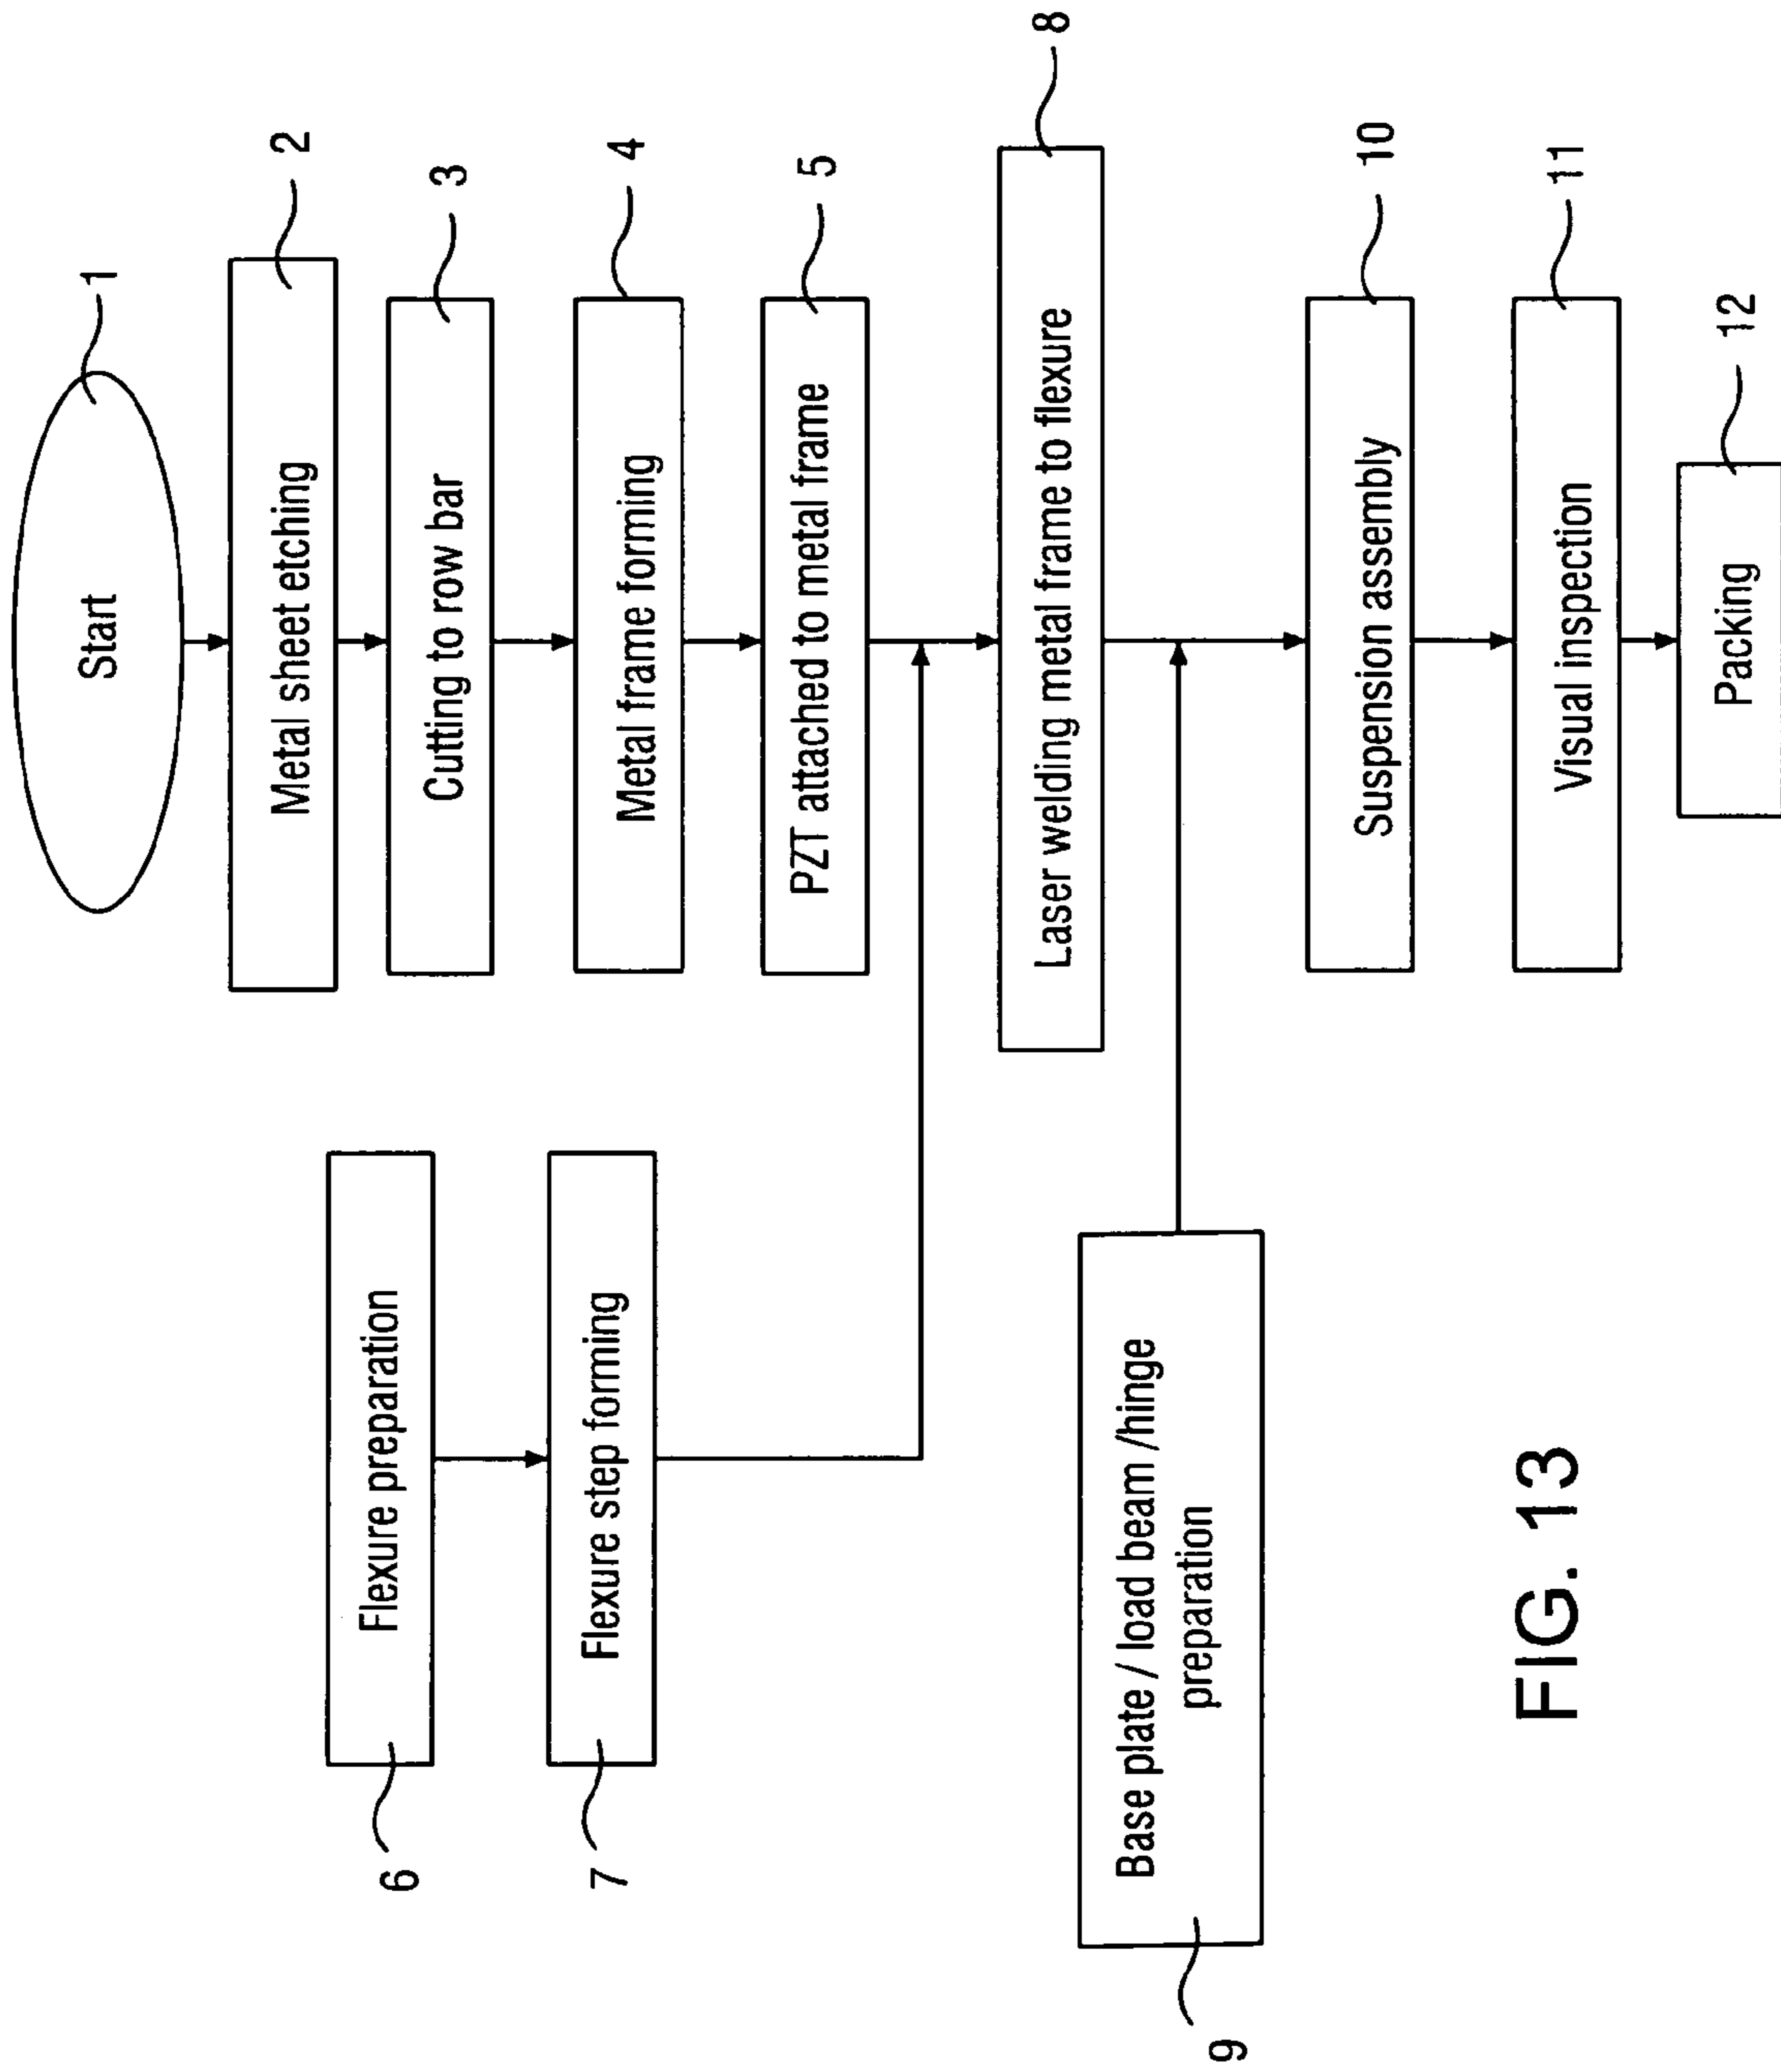 Start
1
Metal sheet etching
2
Cutting to row bar
3
Metal frame forming
4
PZT attached to metal frame
5
Flexure preparation
6
Flexure step forming
7
Laser welding metal frame to flexure
8
Base plate / load beam /hinge
preparation
9
Suspension assembly
10
Visual inspection
11
Packing
12
FIG. 13